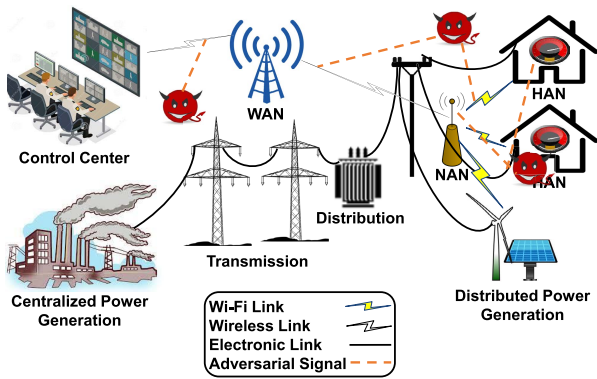 WAN
HAN
Control Center
NAN
HAN
Distribution
Transmission
Centralized Power
Generation
Distributed Power
Generation
Wi-Fi Link
Wireless Link
Electronic Link
Adversarial Signal